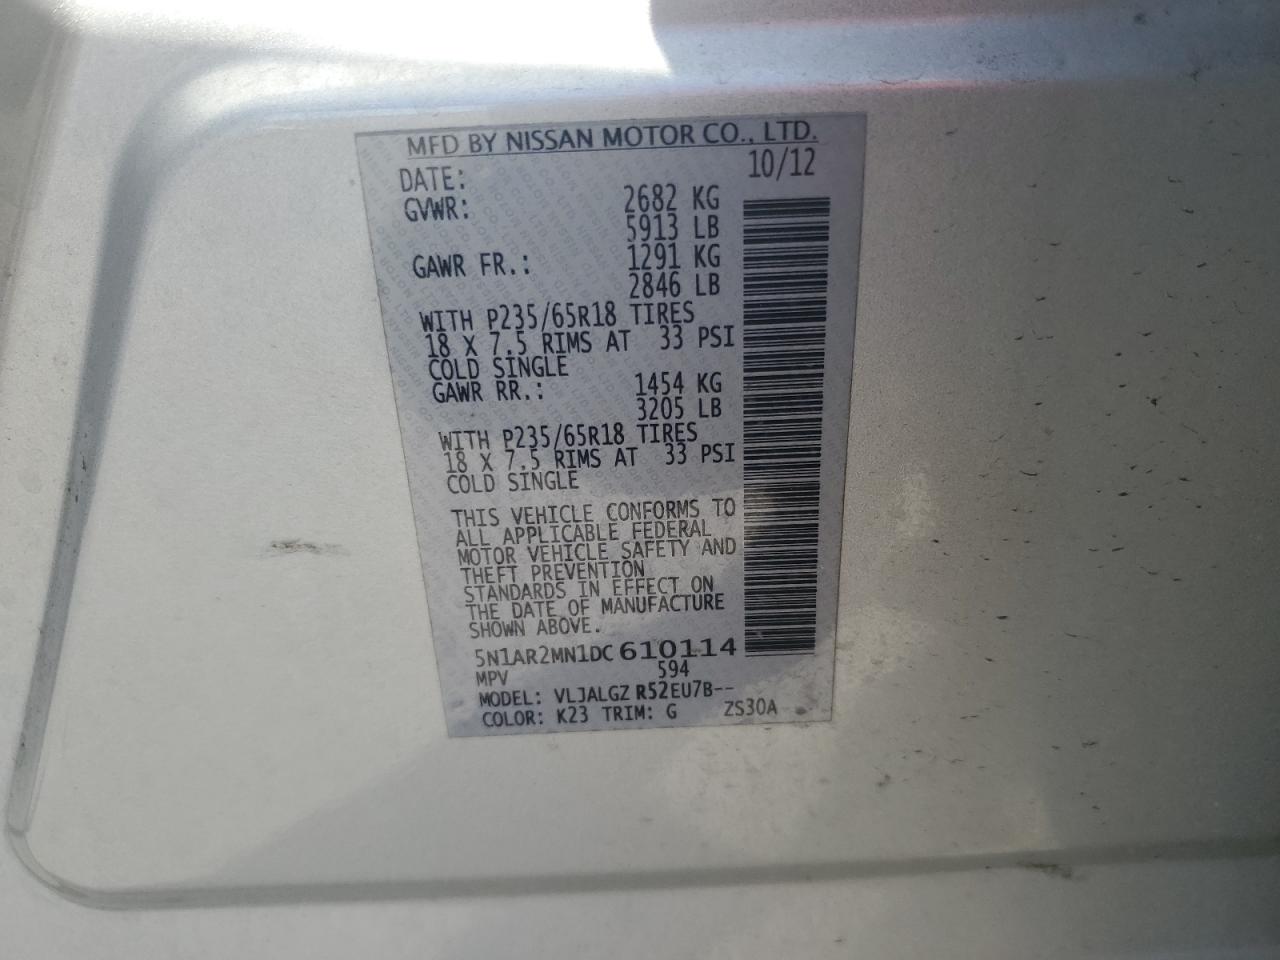 MFD BY NISSAN MOTOR CO., LTD.
DATE: 10/12
GVWR: 2682 KG
5913 LB
GAWR FR.: 1291 KG
2846 LB
WITH P235/65R18 TIRES
18 X 7.5 RIMS AT 33 PSI
COLD SINGLE
GAWR RR.: 1454 KG
3205 LB
WITH P235/65R18 TIRES
18 X 7.5 RIMS AT 33 PSI
COLD SINGLE
THIS VEHICLE CONFORMS TO
ALL APPLICABLE FEDERAL
MOTOR VEHICLE SAFETY AND
THEFT PREVENTION
STANDARDS IN EFFECT ON
THE DATE OF MANUFACTURE
SHOWN ABOVE.
5N1AR2MN1DC610114
MPV 594
MODEL: VLJALGZ R52EU7B--
COLOR: K23 TRIM: G ZS30A